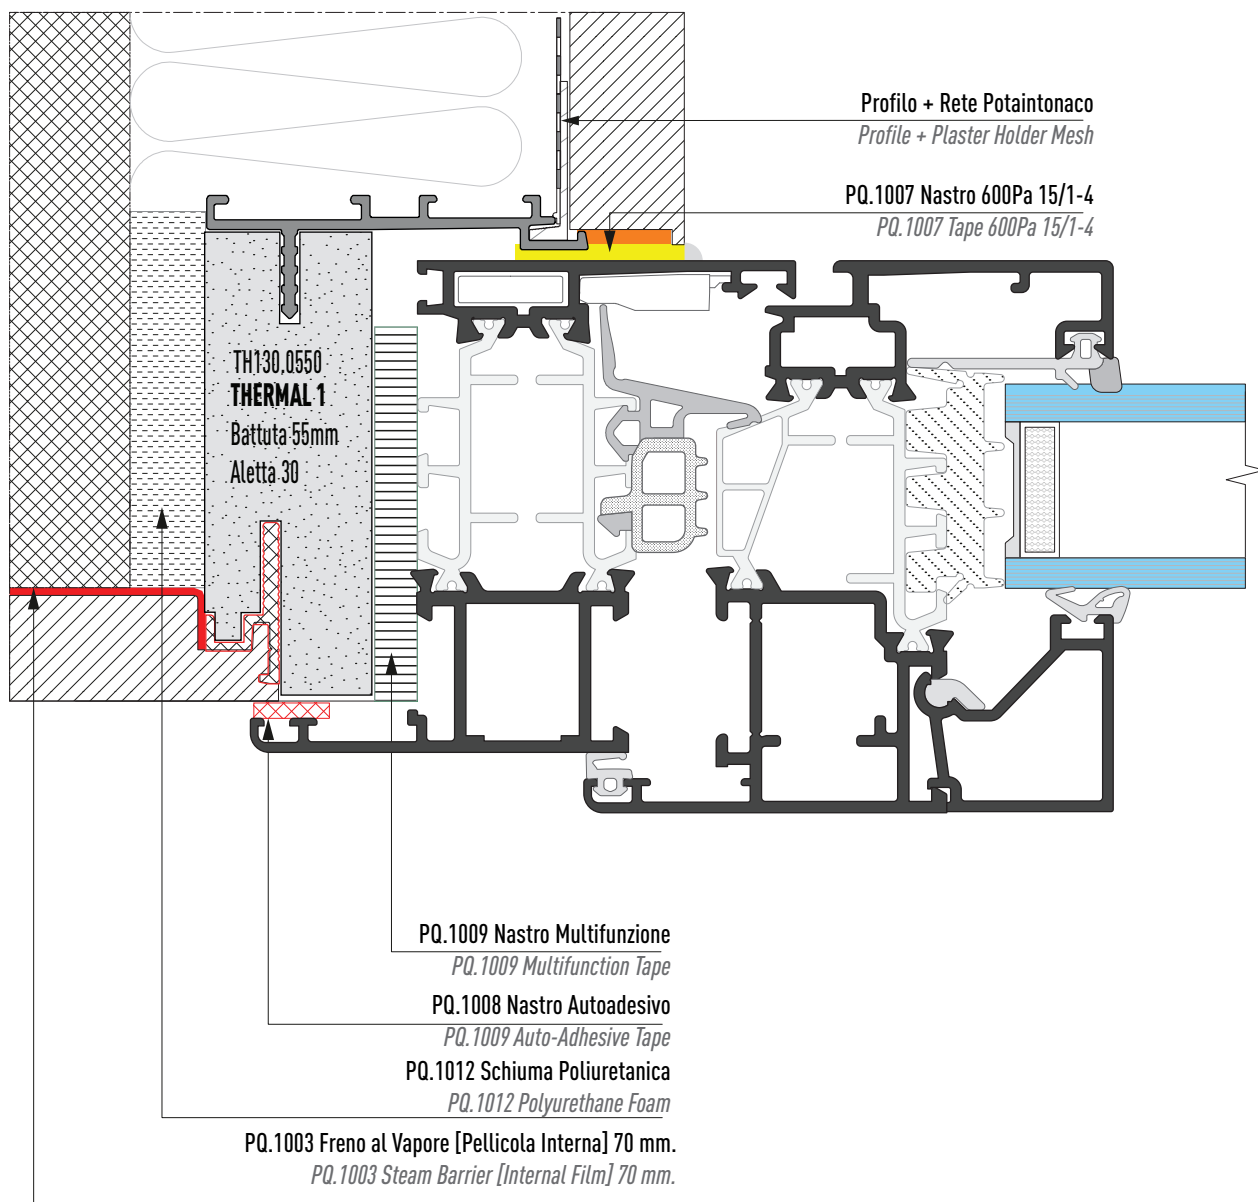 Profilo + Rete Potaintonaco
Profile + Plaster Holder Mesh
PQ.1007 Nastro 600Pa 15/1-4
PQ.1007 Tape 600Pa 15/1-4
TH130.0550
THERMAL 1
Battuta 55mm
Aletta 30
PQ.1009 Nastro Multifunzione
PQ.1009 Multifunction Tape
PQ.1008 Nastro Autoadesivo
PQ.1009 Auto-Adhesive Tape
PQ.1012 Schiuma Poliuretanica
PQ.1012 Polyurethane Foam
PQ.1003 Freno al Vapore [Pellicola Interna] 70 mm.
PQ.1003 Steam Barrier [Internal Film] 70 mm.